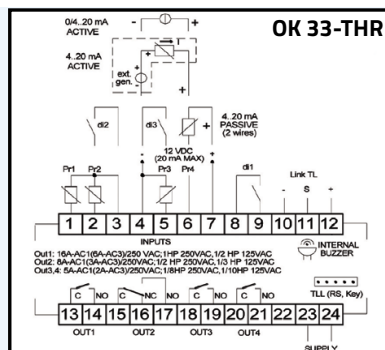 OK 33-THR
0/4..20 mA
ACTIVE
- +
4..20 mA
ACTIVE
+ I
ext.
gen.
+
-
di2 di3 4..20 mA
PASSIVE
(2 wires)
+
12 VDC
(20 mA MAX)
di1
Link TL
Pr1 Pr2 - Pr3 Pr4 + - S +
1 2 3 4 5 6 7 8 9 10 11 12
INPUTS
INTERNAL
BUZZER
Out1: 16A-AC1(6A-AC3)/250 VAC;1HP 250VAC,1/2 HP 125VAC
Out2: 8A-AC1(3A-AC3)/250VAC;1/2 HP 250VAC,1/3 HP 125VAC
Out3,4: 5A-AC1(2A-AC3)/250VAC;1/8HP 250VAC,1/10HP 125VAC
TLL (RS, Key)
13 14 15 16 17 18 19 20 21 22 23 24
C NO C NC NO C NO C NO
OUT1 OUT2 OUT3 OUT4
SUPPLY